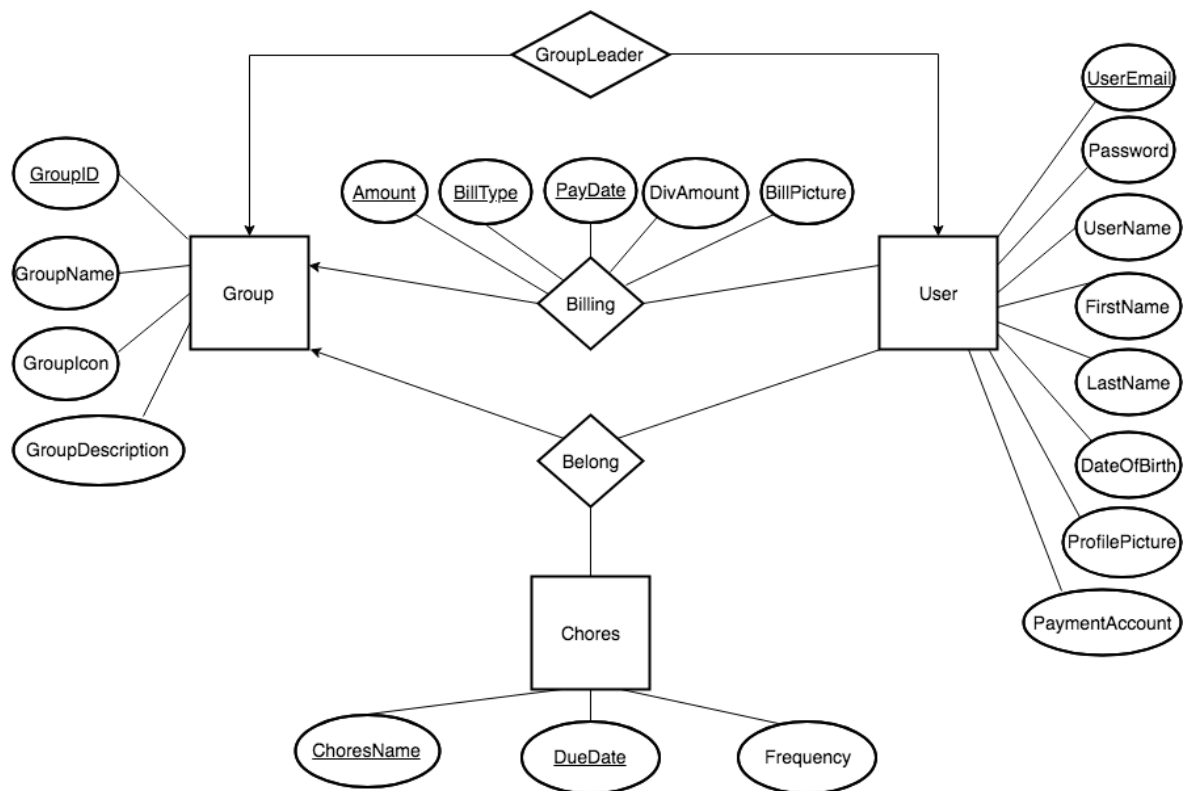 GroupLeader
UserEmail
Password
GroupID
Amount
BillType
PayDate
DivAmount
BillPicture
UserName
GroupName
Group
Billing
User
FirstName
GroupIcon
LastName
GroupDescription
Belong
DateOfBirth
ProfilePicture
PaymentAccount
Chores
ChoresName
DueDate
Frequency